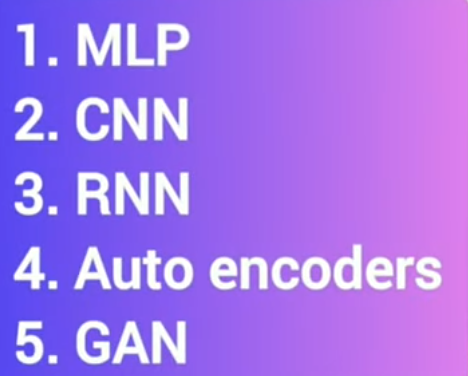 1. MLP
2. CNN
3. RNN
4. Auto encoders
5. GAN